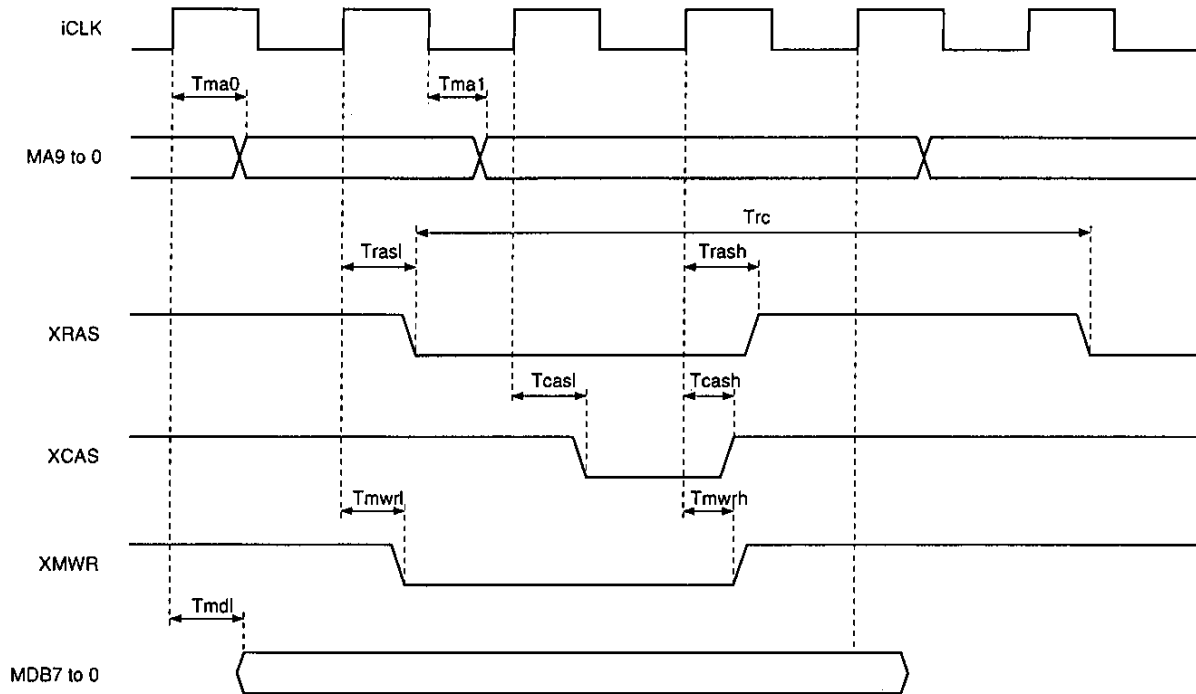 iCLK
Tma0
Tma1
MA9 to 0
Trc
Trasl
Trash
XRAS
Tcasl
Tcash
XCAS
Tmwrl
Tmwrh
XMWR
Tmdl
MDB7 to 0